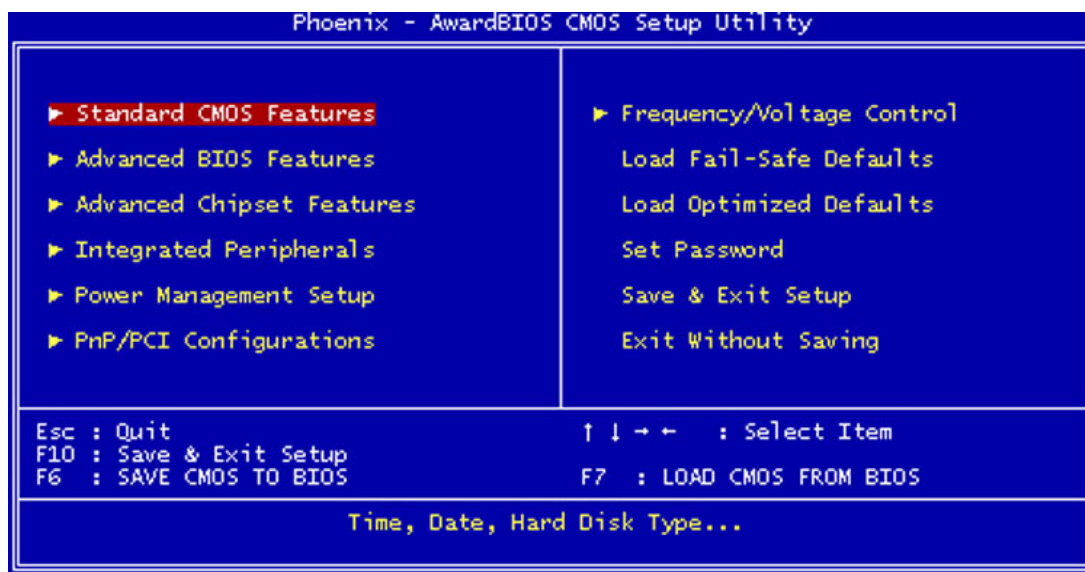 Phoenix - AwardBIOS CMOS Setup Utility
► Standard CMOS Features
► Advanced BIOS Features
► Advanced Chipset Features
► Integrated Peripherals
► Power Management Setup
► PnP/PCI Configurations
► Frequency/Voltage Control
Load Fail-Safe Defaults
Load Optimized Defaults
Set Password
Save & Exit Setup
Exit Without Saving
Esc : Quit
F10 : Save & Exit Setup
F6 : SAVE CMOS TO BIOS
↑ ↓ → ← : Select Item
F7 : LOAD CMOS FROM BIOS
Time, Date, Hard Disk Type...